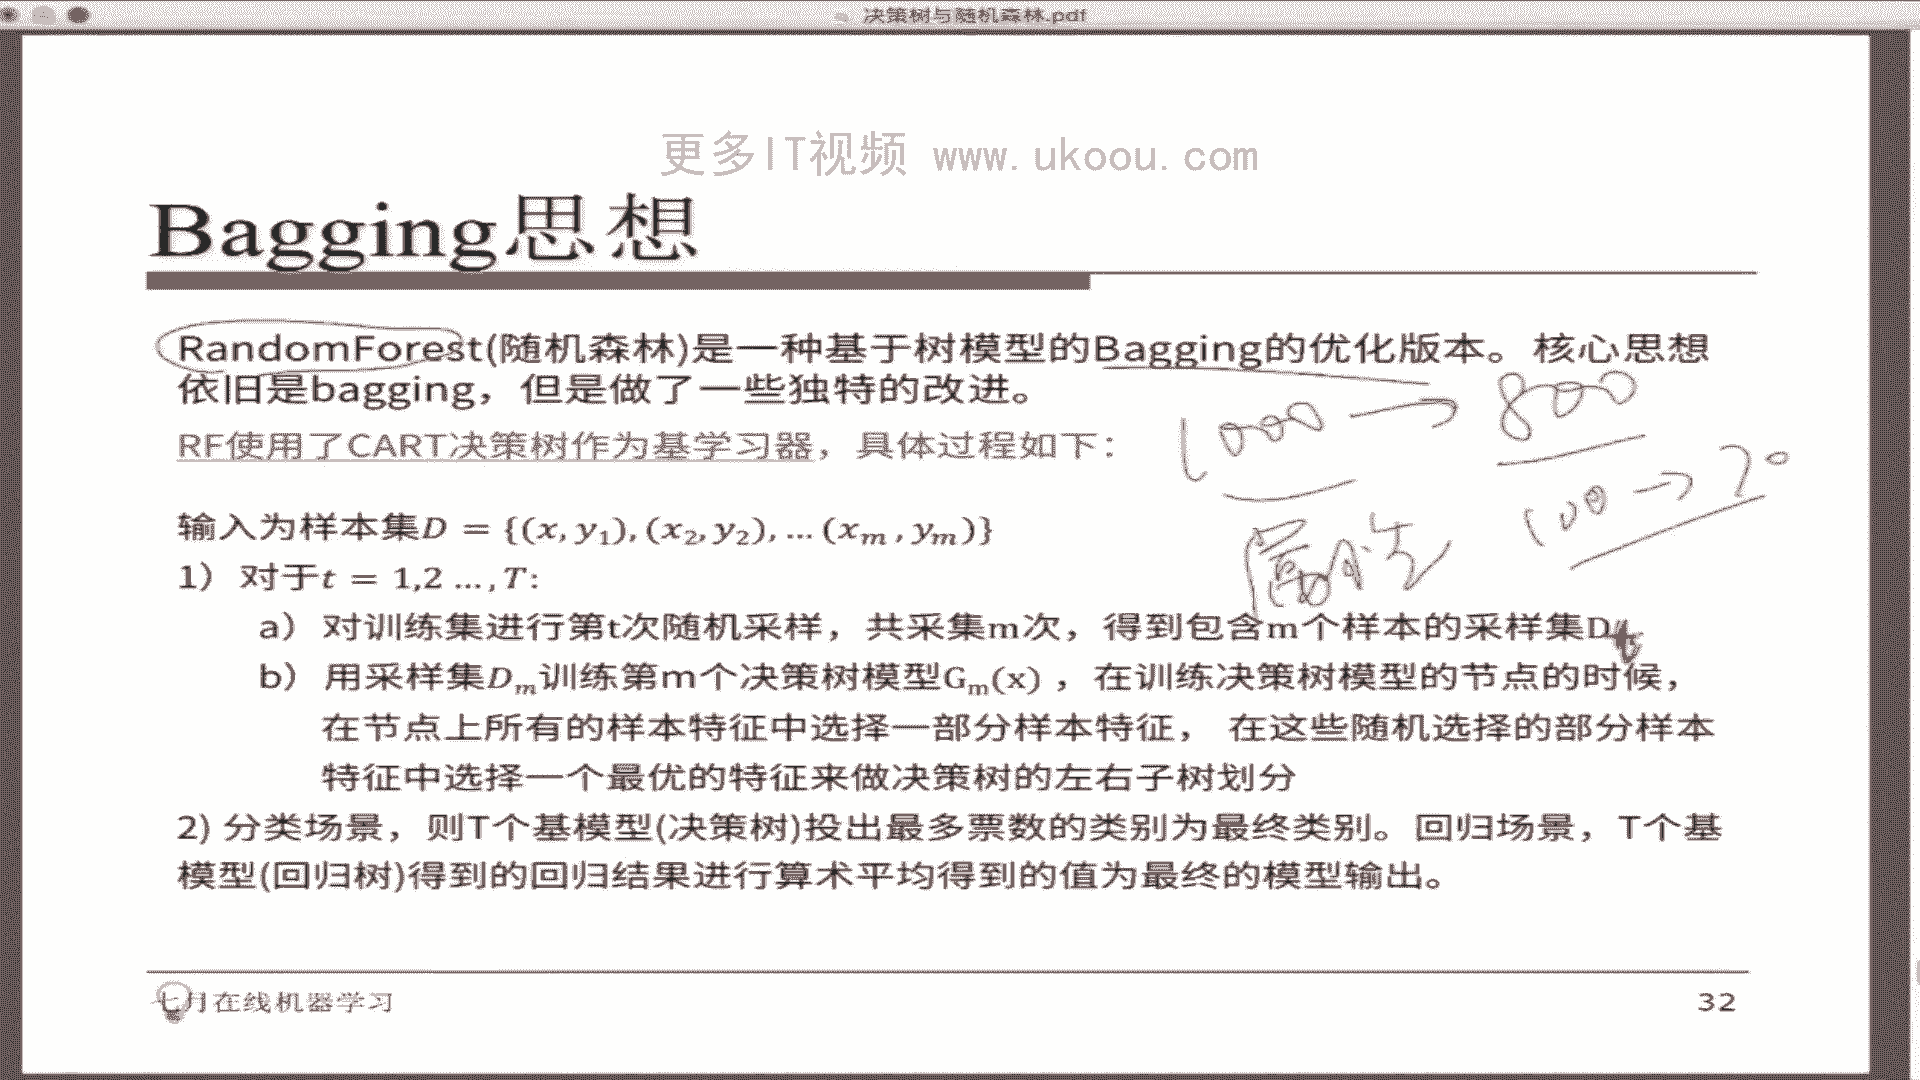 决策树与随机森林.pdf
更多IT视频 www.ukoou.com
Bagging思想
RandomForest(随机森林)是一种基于树模型的Bagging的优化版本。核心思想
依旧是bagging，但是做了一些独特的改进。
1000 → 800
RF使用了CART决策树作为基学习器，具体过程如下：
100 →
输入为样本集D = {(x, y₁), (x₂, y₂), … (xₘ , yₘ)}
属性
1）对于t = 1,2 …, T:
a）对训练集进行第t次随机采样，共采集m次，得到包含m个样本的采样集Dt
b）用采样集Dₘ训练第m个决策树模型Gₘ(x) ，在训练决策树模型的节点的时候，
在节点上所有的样本特征中选择一部分样本特征， 在这些随机选择的部分样本
特征中选择一个最优的特征来做决策树的左右子树划分
2) 分类场景，则T个基模型(决策树)投出最多票数的类别为最终类别。回归场景，T个基
模型(回归树)得到的回归结果进行算术平均得到的值为最终的模型输出。
七月在线机器学习
32